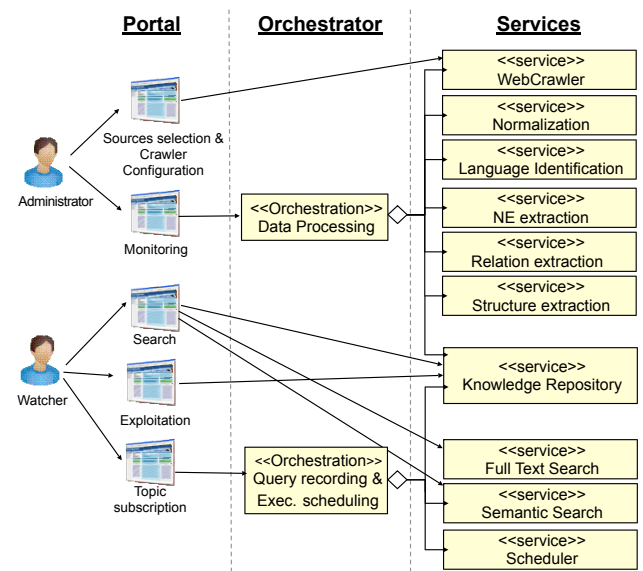 Portal
Orchestrator
Services
Administrator
Sources selection &
Crawler
Configuration
Monitoring
<<Orchestration>>
Data Processing
<<service>>
WebCrawler
<<service>>
Normalization
<<service>>
Language Identification
<<service>>
NE extraction
<<service>>
Relation extraction
<<service>>
Structure extraction
Watcher
Search
Exploitation
Topic
subscription
<<Orchestration>>
Query recording &
Exec. scheduling
<<service>>
Knowledge Repository
<<service>>
Full Text Search
<<service>>
Semantic Search
<<service>>
Scheduler